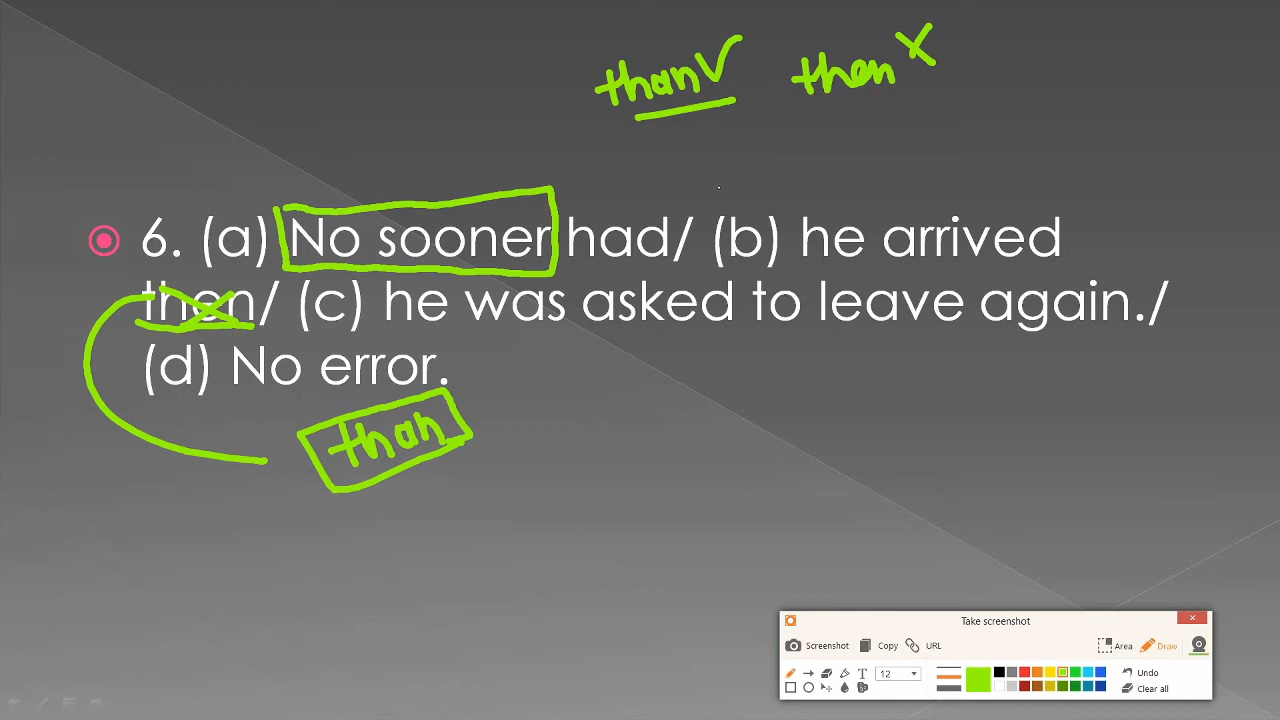 than then
6. (a) No sooner had/ (b) he arrived
then/ (c) he was asked to leave again./
(d) No error.
than
Take screenshot
Screenshot Copy URL Area Draw
T 12 Undo
Clear all